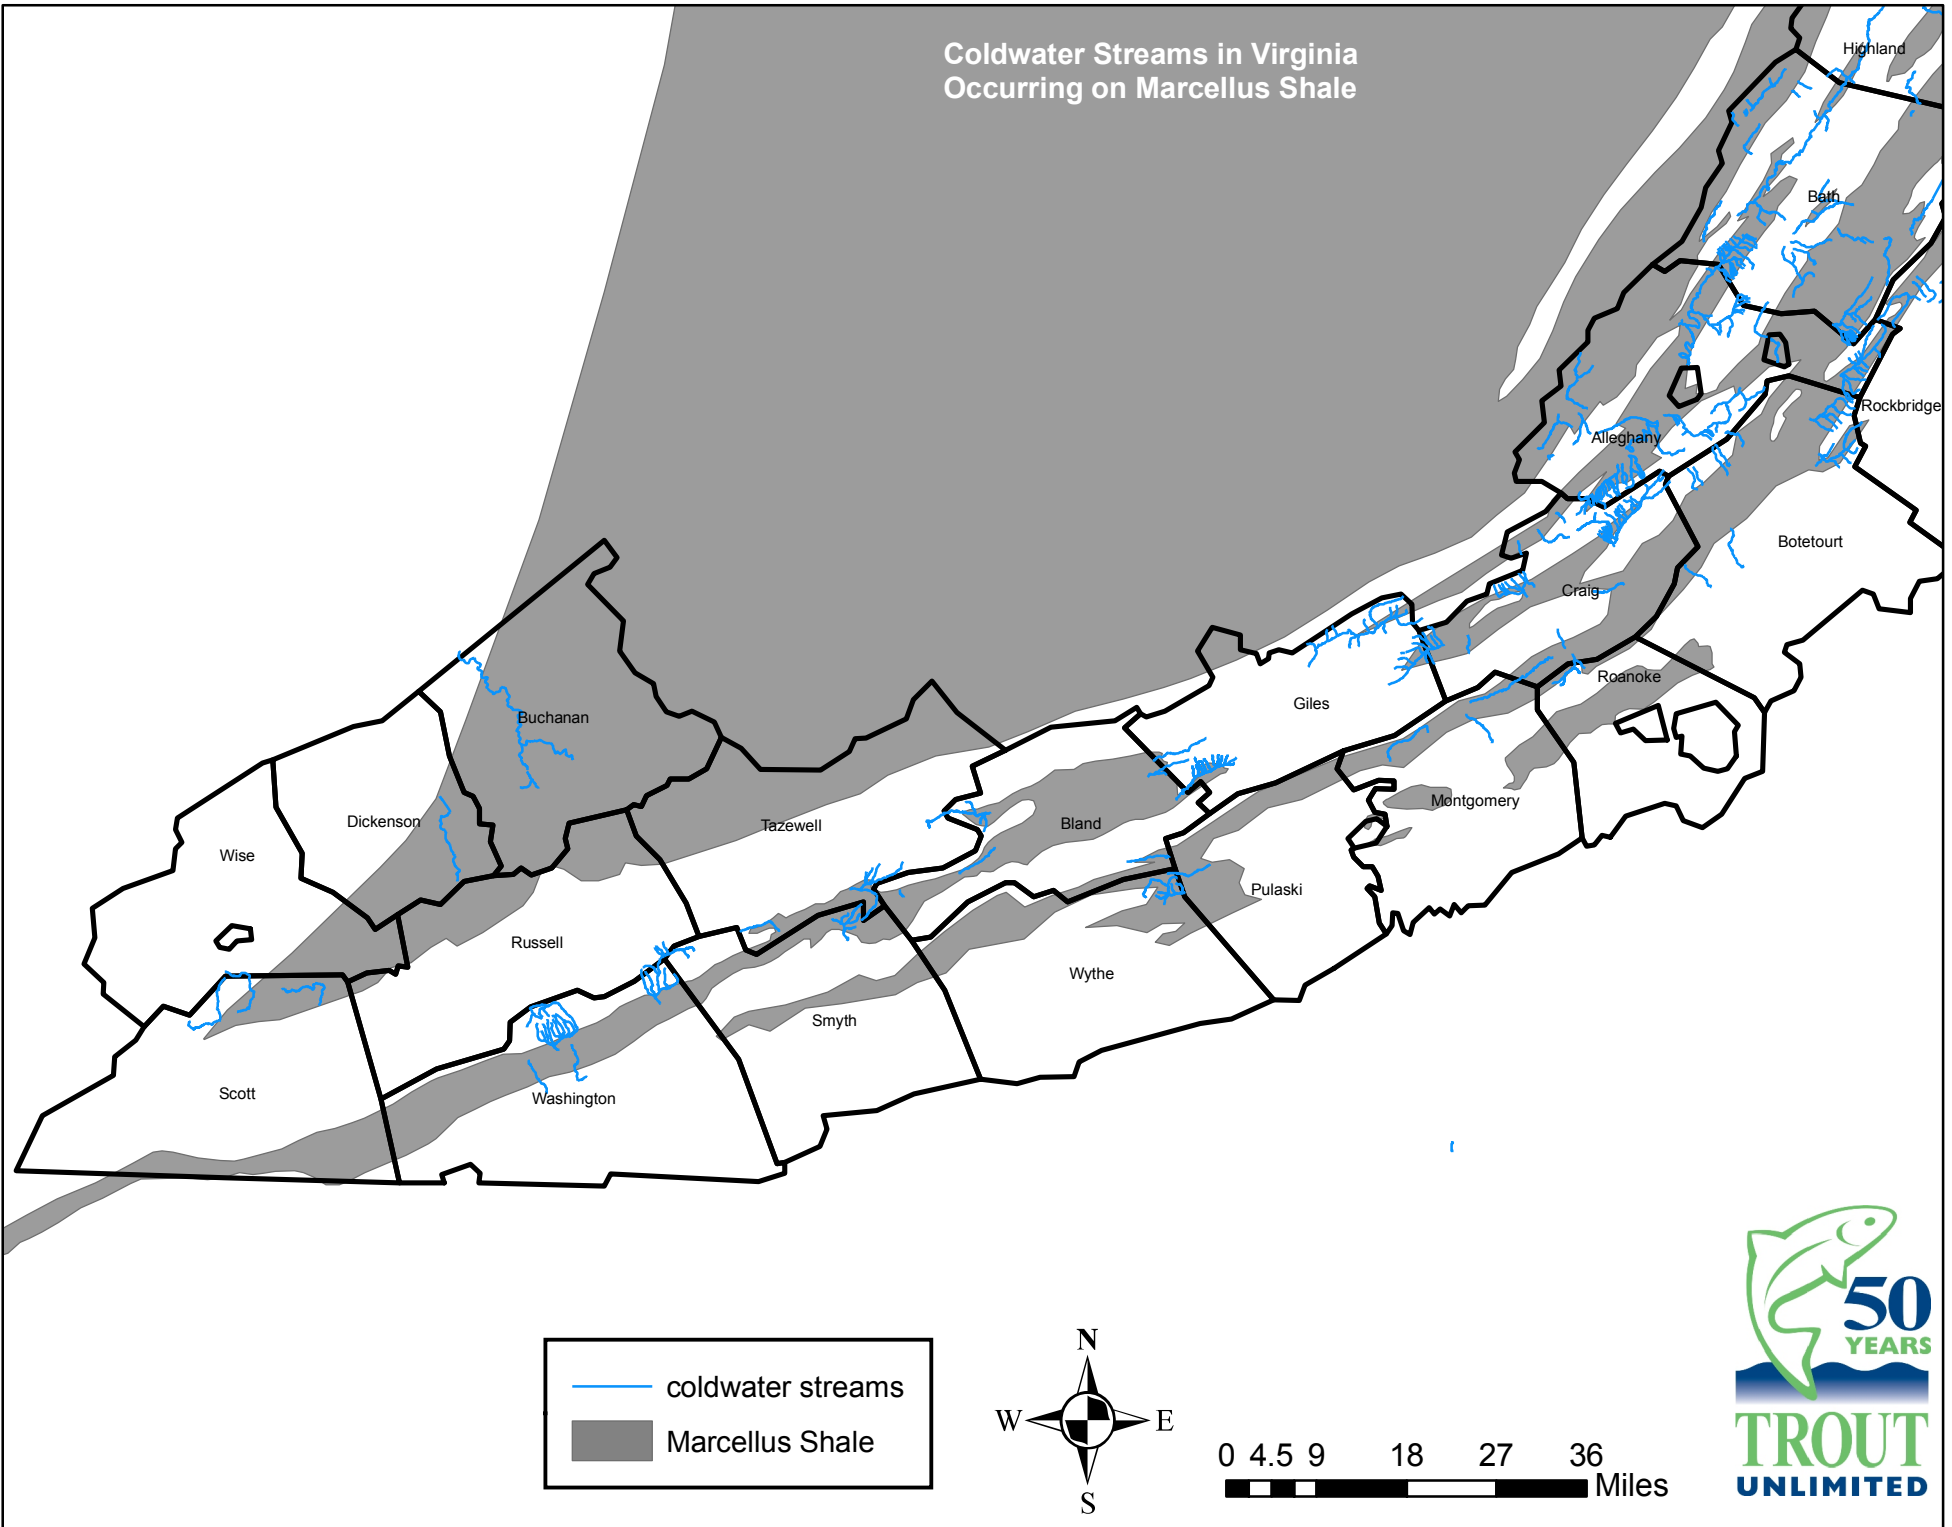 Coldwater Streams in Virginia
Occurring on Marcellus Shale
Highland
Bath
Rockbridge
Alleghany
Botetourt
Craig
Roanoke
Giles
Buchanan
Montgomery
Dickenson
Tazewell
Bland
Wise
Pulaski
Russell
Wythe
Smyth
Scott
Washington
coldwater streams
Marcellus Shale
N
W E
S
0 4.5 9 18 27 36
Miles
50
YEARS
TROUT
UNLIMITED